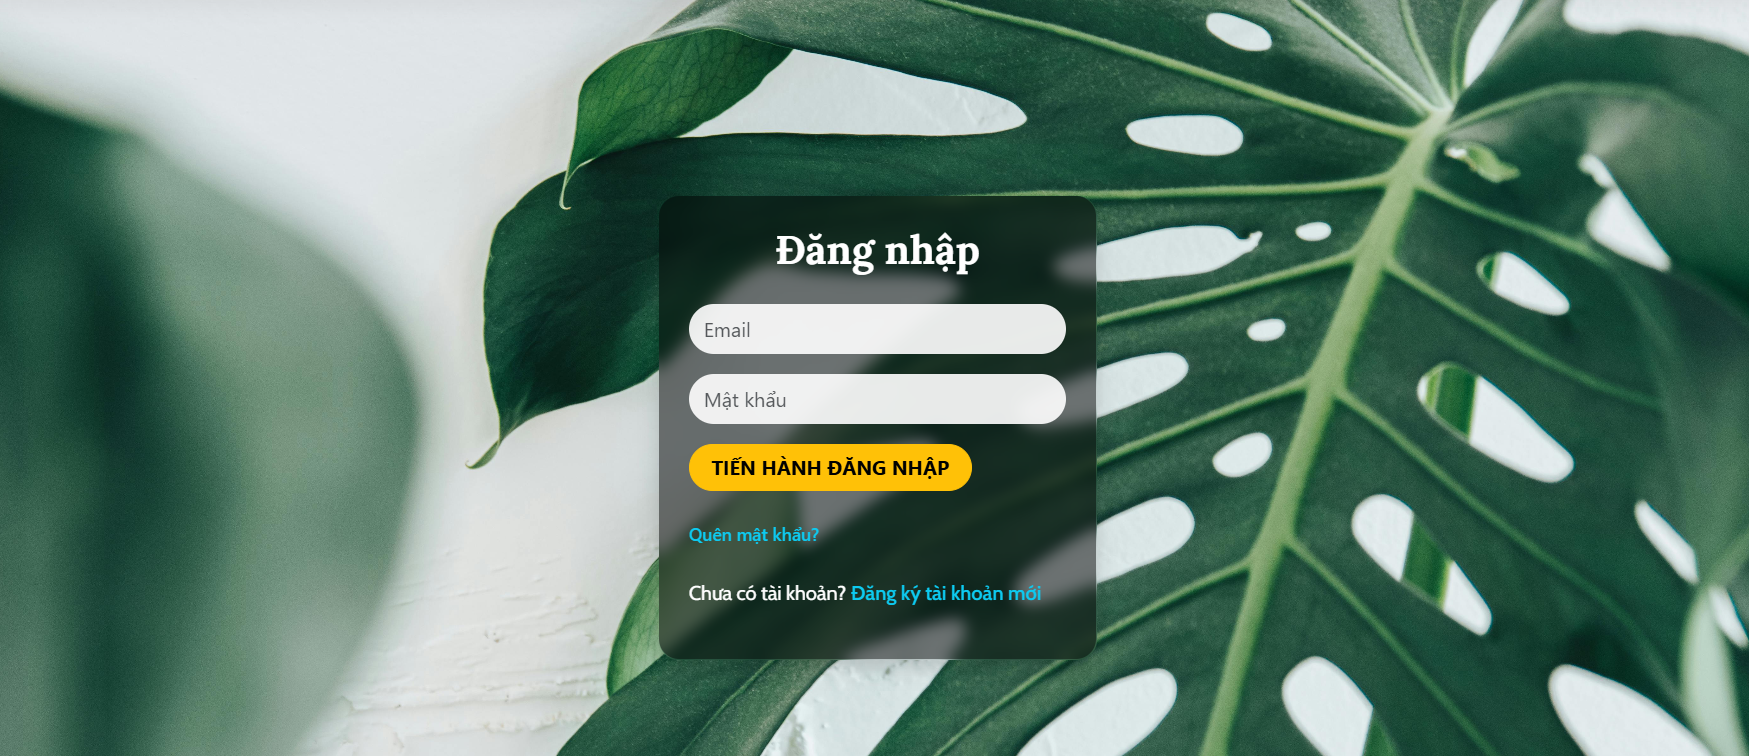 Đăng nhập
Email
Mật khẩu
TIẾN HÀNH ĐĂNG NHẬP
Quên mật khẩu?
Chưa có tài khoản? Đăng ký tài khoản mới